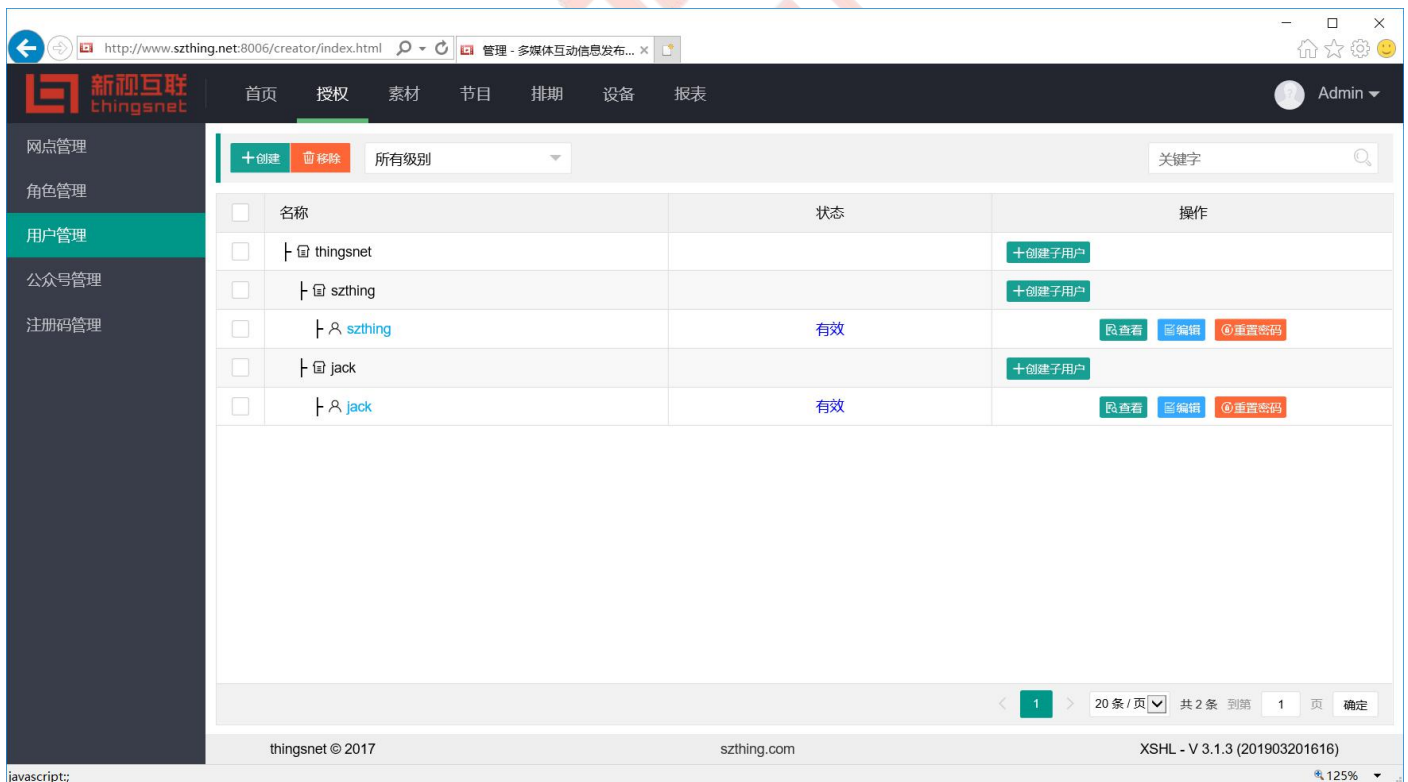 http://www.szthing.net:8006/creator/index.html
管理 - 多媒体互动信息发布...
新视互联
thingsnet
首页 授权 素材 节目 排期 设备 报表
Admin
网点管理
角色管理
用户管理
公众号管理
注册码管理
创建 移除 所有级别 关键字
名称 状态 操作
thingsnet 创建子用户
szthing 创建子用户
szthing 有效 查看 编辑 重置密码
jack 创建子用户
jack 有效 查看 编辑 重置密码
1 20 条 / 页 共 2 条 到第 1 页 确定
thingsnet © 2017 szthing.com XSHL - V 3.1.3 (201903201616)
javascript:; 125%